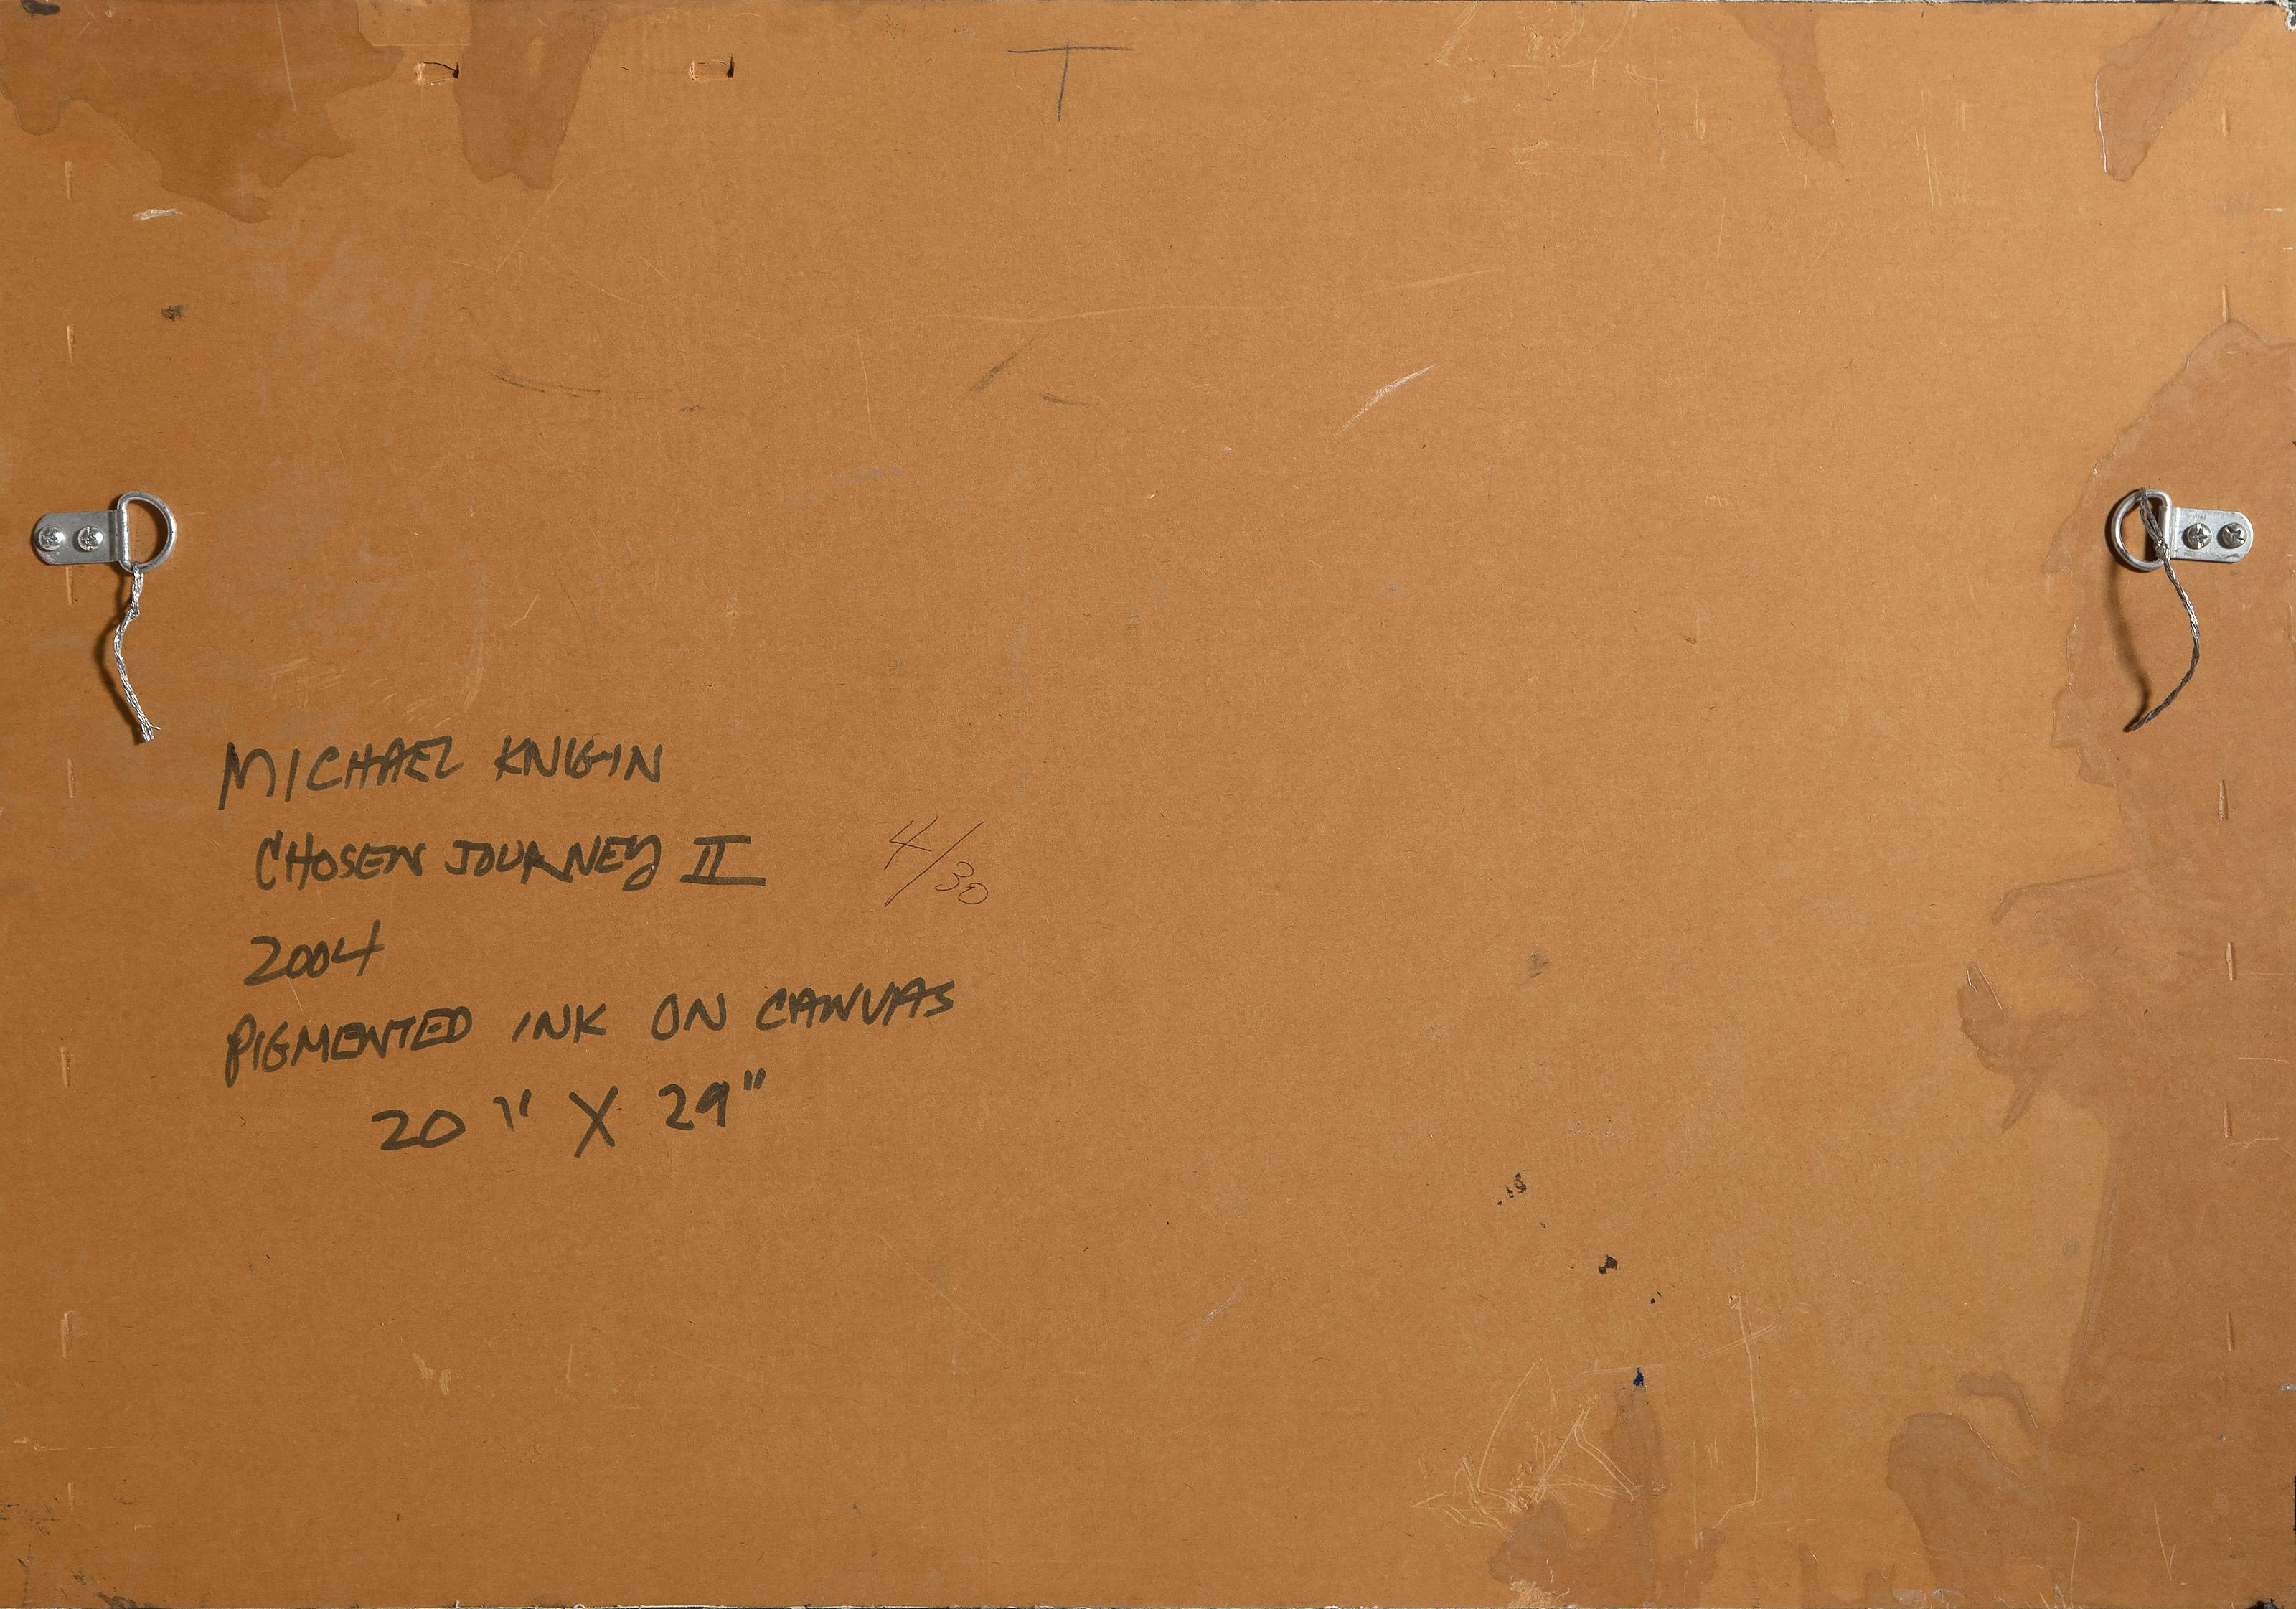 T
MICHAEL KNIGIN
CHOSEN JOURNEY II 4/30
2004
PIGMENTED INK ON CANVAS
20" X 29"